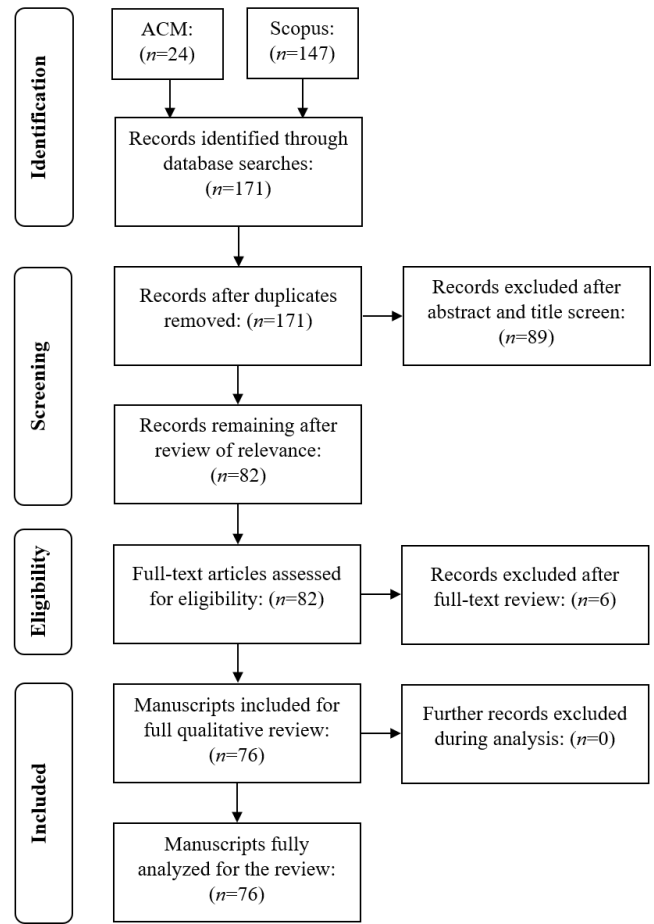 Identification
ACM:
(n=24)
Scopus:
(n=147)
Records identified through
database searches:
(n=171)
Screening
Records after duplicates
removed: (n=171)
Records excluded after
abstract and title screen:
(n=89)
Records remaining after
review of relevance:
(n=82)
Eligibility
Full-text articles assessed
for eligibility: (n=82)
Records excluded after
full-text review: (n=6)
Included
Manuscripts included for
full qualitative review:
(n=76)
Further records excluded
during analysis: (n=0)
Manuscripts fully
analyzed for the review:
(n=76)